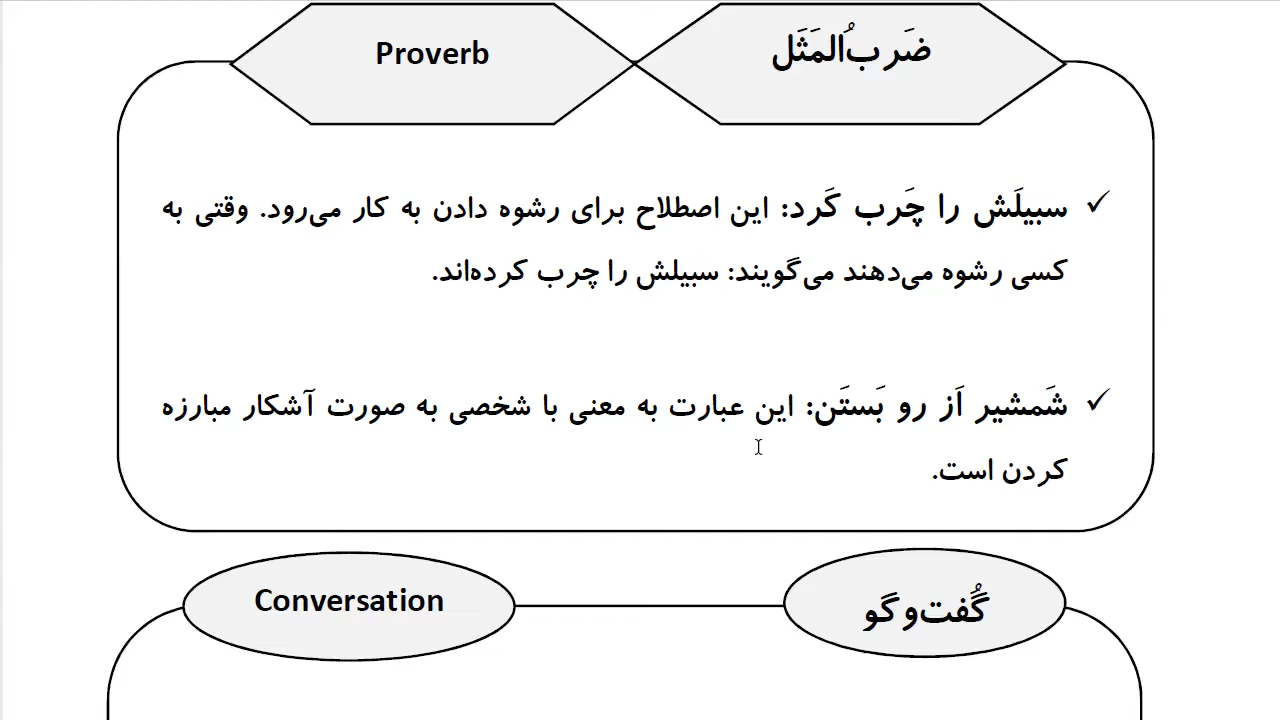 Proverb
ضَربُ‌المَثَل
سبیلَش را چَرب کَرد: این اصطلاح برای رشوه دادن به کار می‌رود. وقتی به
کسی رشوه می‌دهند می‌گویند: سبیلش را چرب کرده‌اند.
شَمشیر اَز رو بَستَن: این عبارت به معنی با شخصی به صورت آشکار مبارزه
کردن است.
Conversation
گُفت‌و‌گو